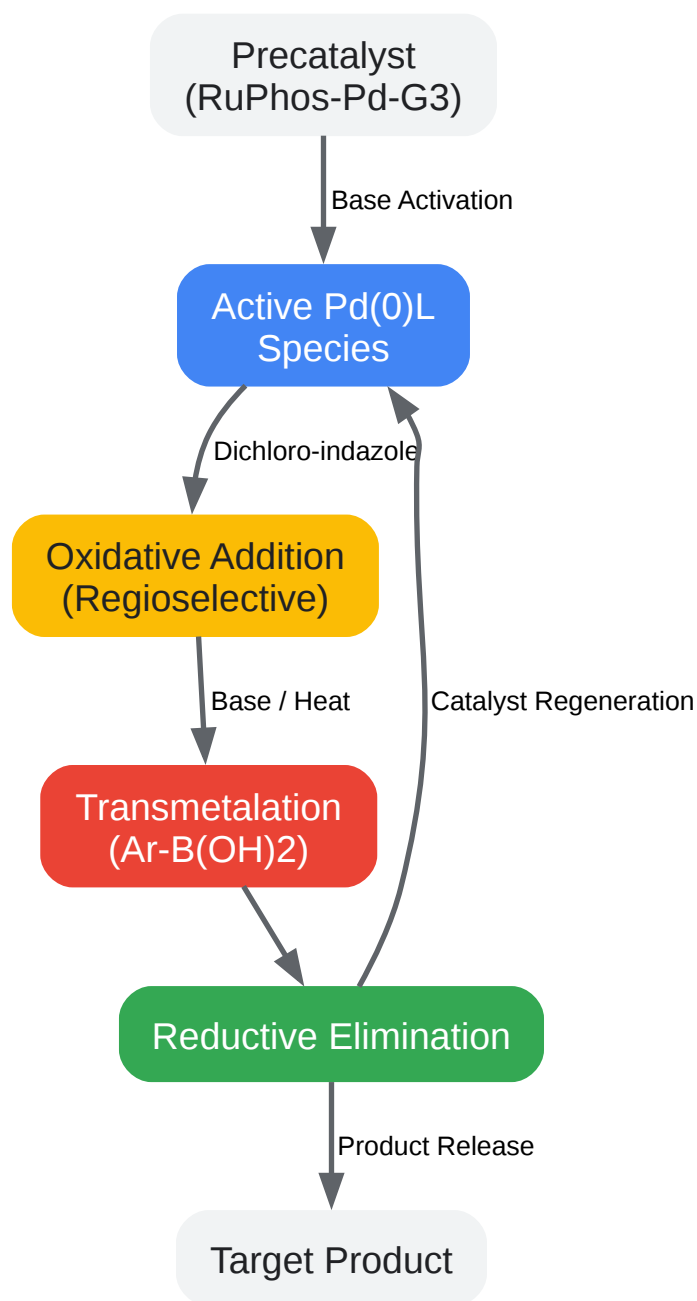 Precatalyst
(RuPhos-Pd-G3)
Base Activation
Active Pd(0)L
Species
Dichloro-indazole
Oxidative Addition
(Regioselective)
Base / Heat
Catalyst Regeneration
Transmetalation
(Ar-B(OH)2)
Reductive Elimination
Product Release
Target Product